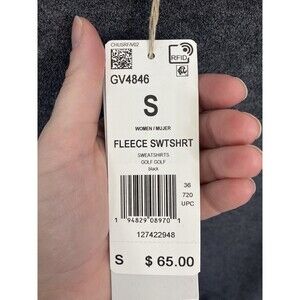 CHUSRFIV02
RFID
GV4846
S
WOMEN / MUJER
FLEECE SWTSHRT
SWEATSHIRTS
GOLF GOLF
Black
36
720
UPC
1 94829 08970 1
127422948
S $ 65.00